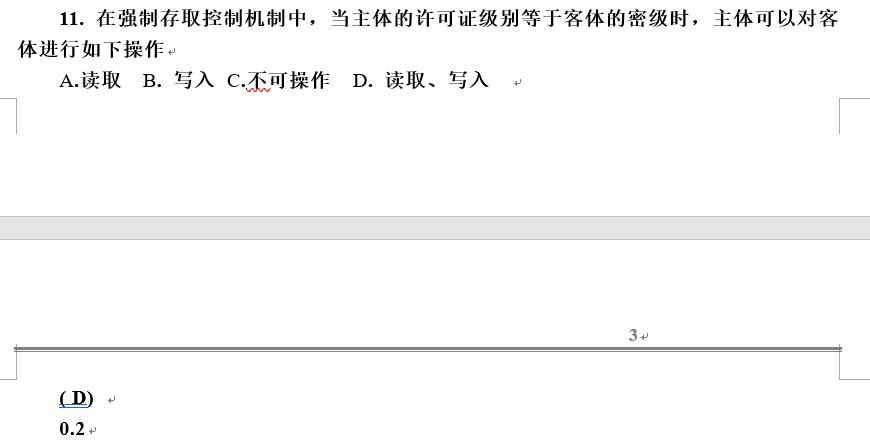 11. 在强制存取控制机制中，当主体的许可证级别等于客体的密级时，主体可以对客
体进行如下操作
A.读取 B. 写入 C.不可操作 D. 读取、写入
3
( D)
0.2